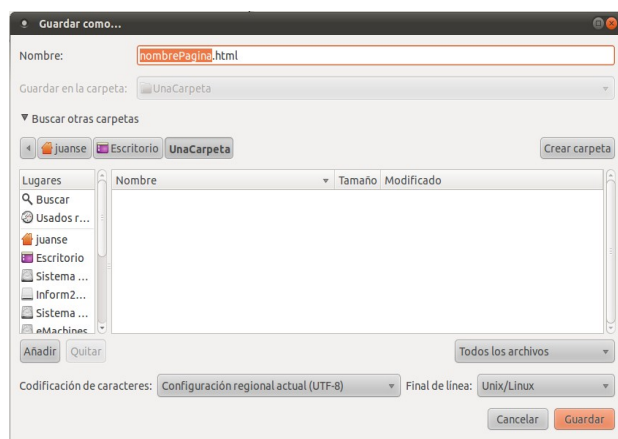 Guardar como...
Nombre: nombrePagina.html
Guardar en la carpeta: UnaCarpeta
Buscar otras carpetas
juanse Escritorio UnaCarpeta Crear carpeta
Lugares Nombre Tamaño Modificado
Buscar
Usados r...
juanse
Escritorio
Sistema ...
Inform2...
Sistema ...
eMachines
Añadir Quitar Todos los archivos
Codificación de caracteres: Configuración regional actual (UTF-8) Final de línea: Unix/Linux
Cancelar Guardar